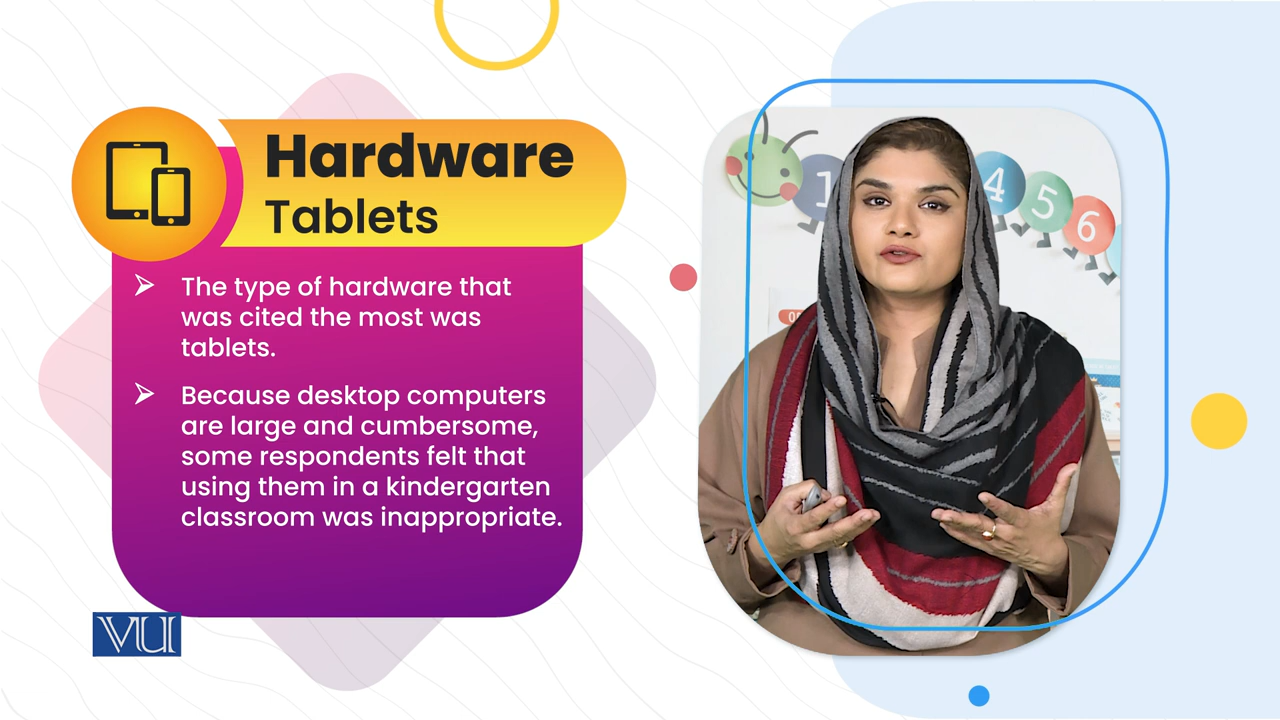 Hardware
Tablets
➢ The type of hardware that
was cited the most was
tablets.
➢ Because desktop computers
are large and cumbersome,
some respondents felt that
using them in a kindergarten
classroom was inappropriate.
VU
1
4
5
6